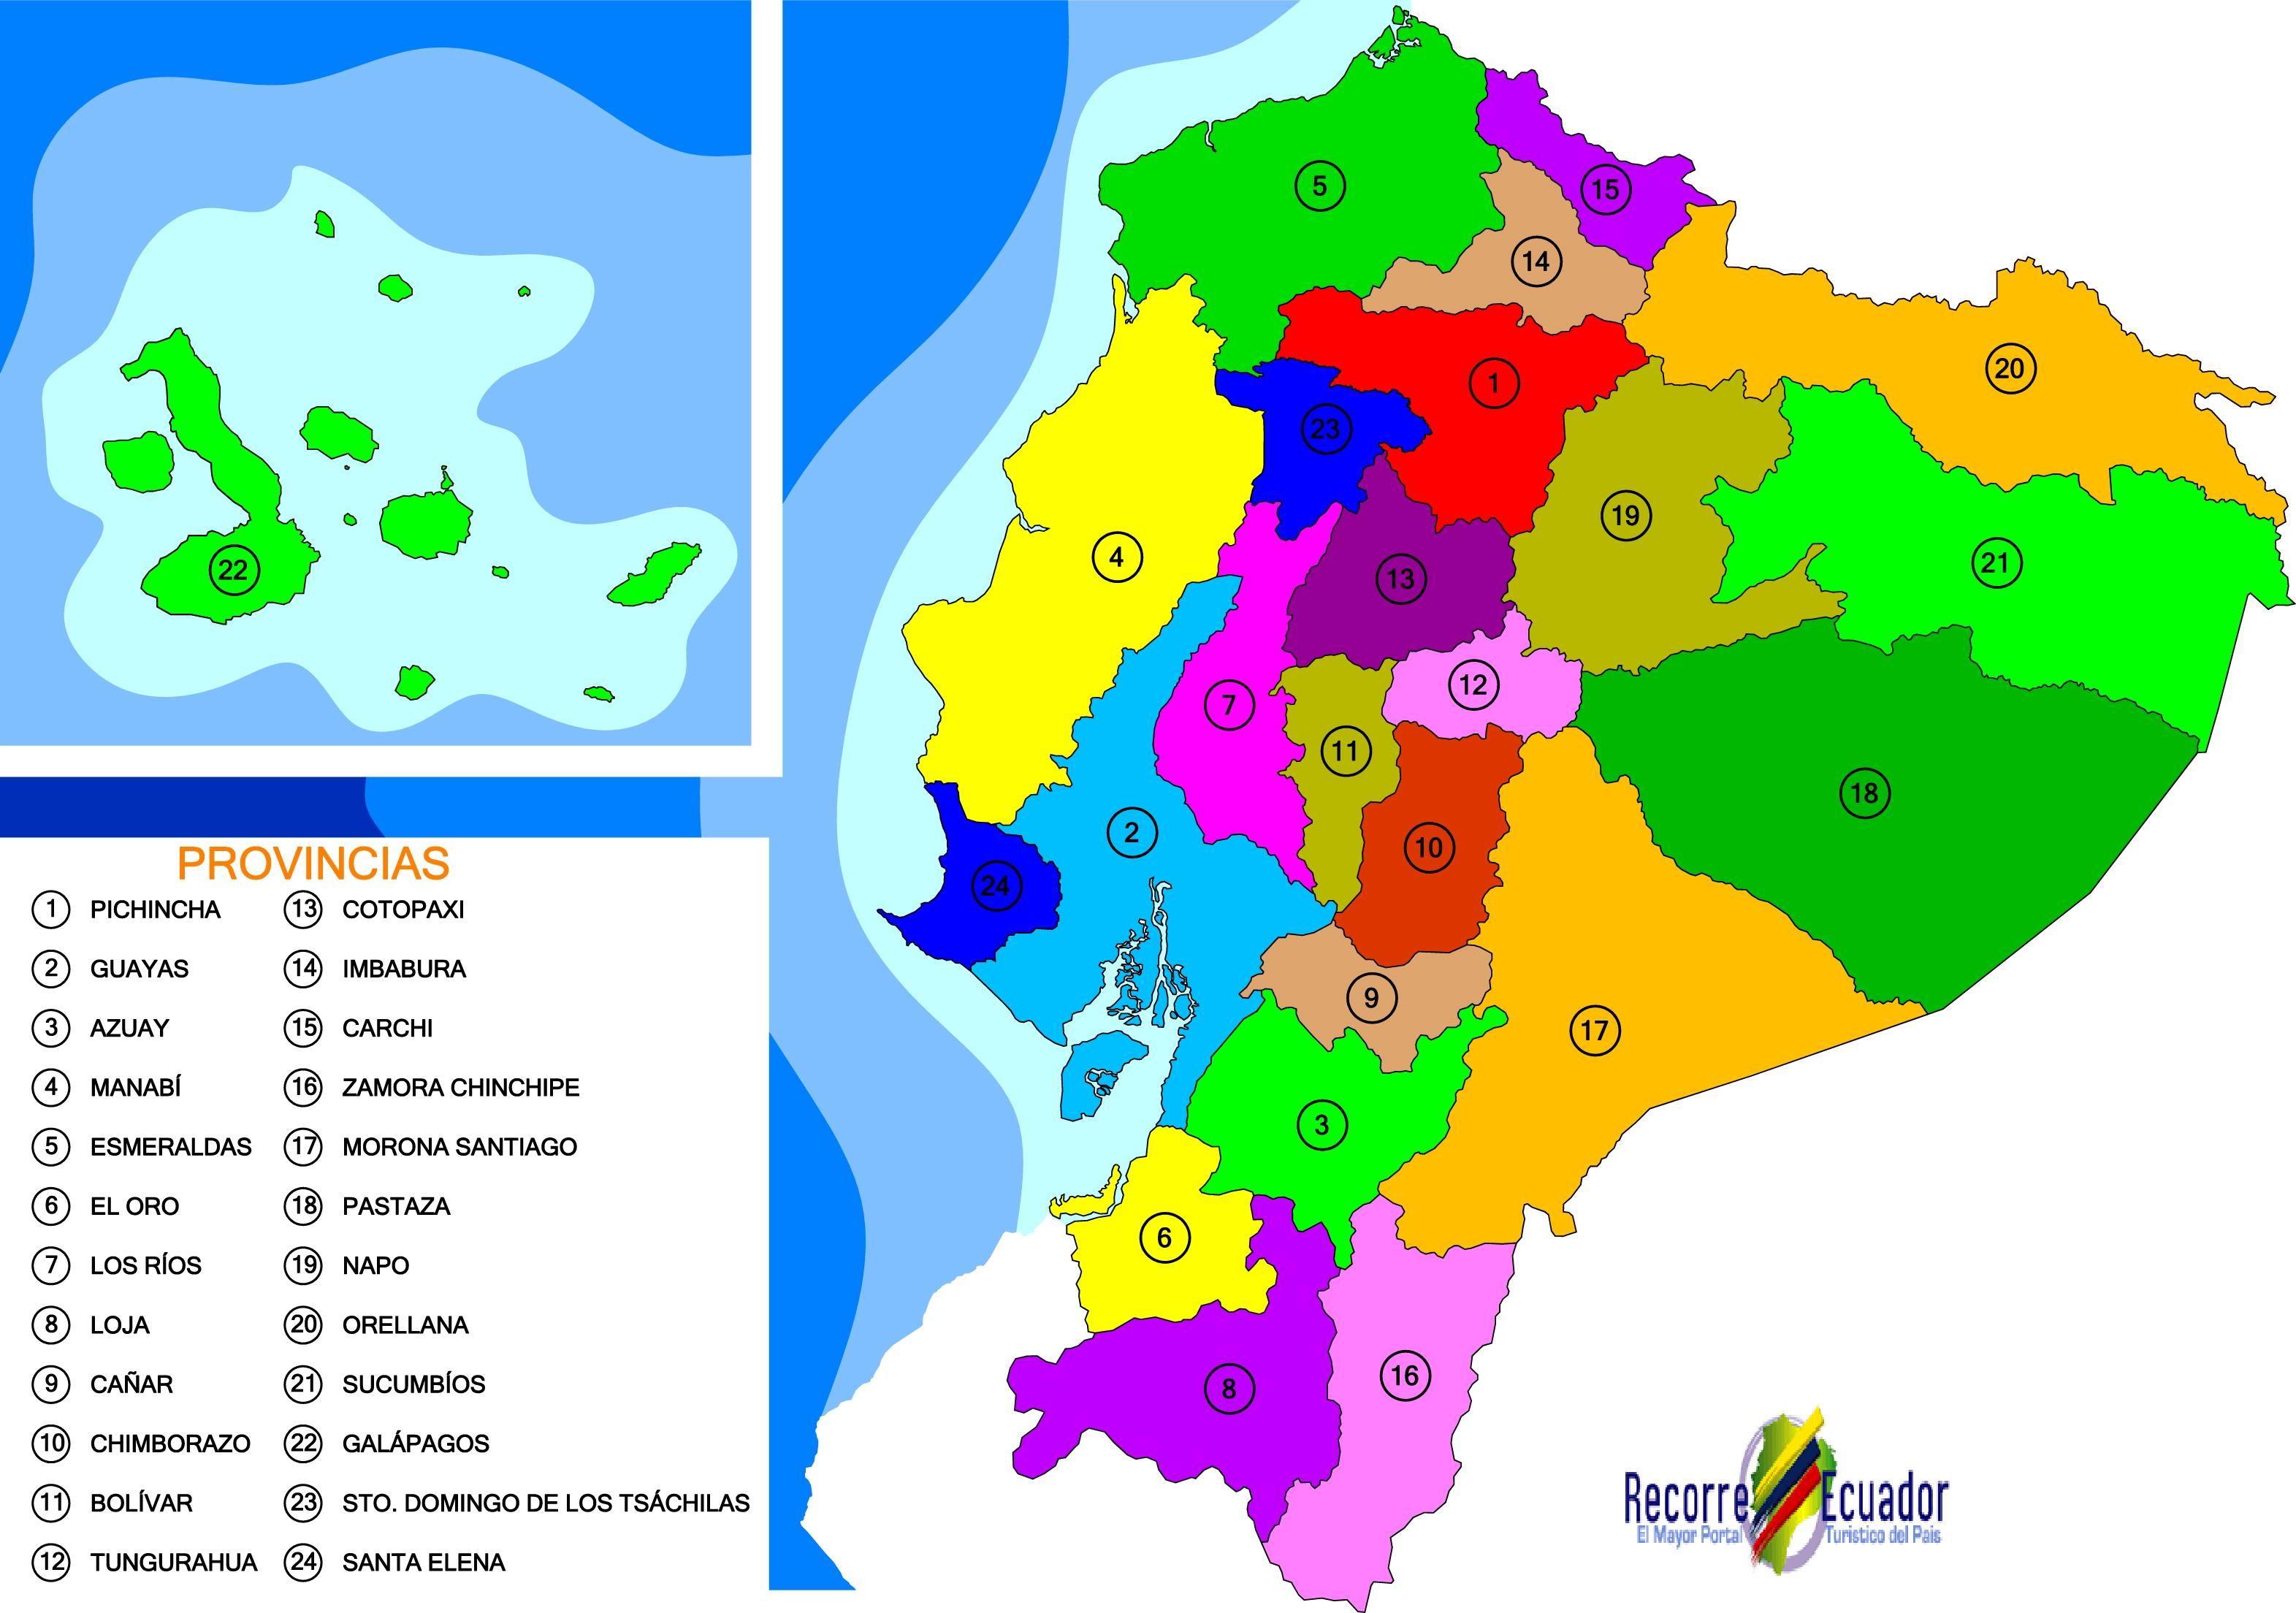 5
15
14
20
1
23
22
4
19
21
13
12
7
11
18
2
10
24
9
17
3
6
16
8
PROVINCIAS
1 PICHINCHA
2 GUAYAS
3 AZUAY
4 MANABÍ
5 ESMERALDAS
6 EL ORO
7 LOS RÍOS
8 LOJA
9 CAÑAR
10 CHIMBORAZO
11 BOLÍVAR
12 TUNGURAHUA
13 COTOPAXI
14 IMBABURA
15 CARCHI
16 ZAMORA CHINCHIPE
17 MORONA SANTIAGO
18 PASTAZA
19 NAPO
20 ORELLANA
21 SUCUMBÍOS
22 GALÁPAGOS
23 STO. DOMINGO DE LOS TSÁCHILAS
24 SANTA ELENA
Recorre Ecuador
El Mayor Portal Turistico del Pais